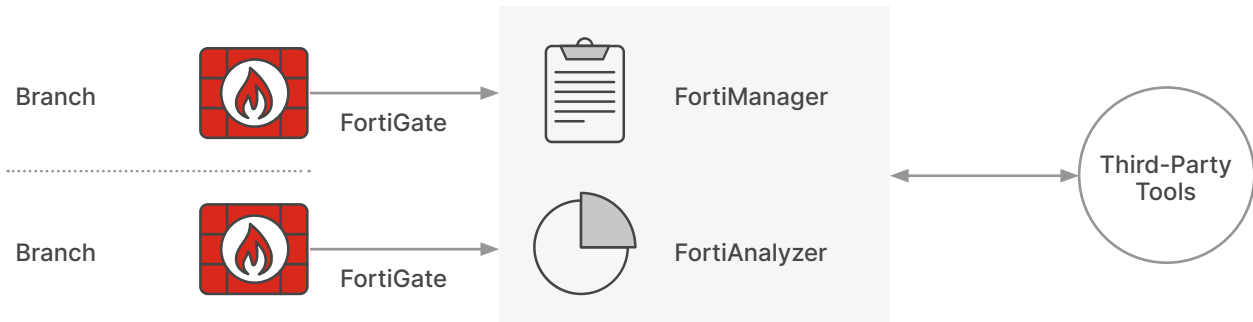 Branch
FortiGate
FortiManager
Branch
FortiGate
FortiAnalyzer
Third-Party
Tools